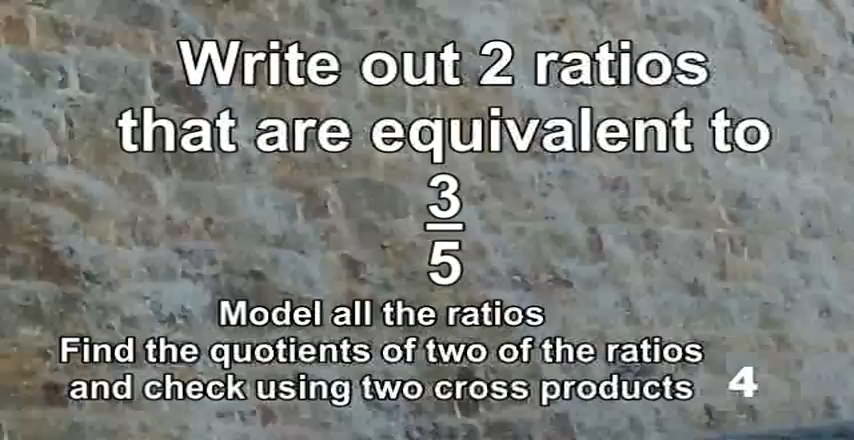 Write out 2 ratios
that are equivalent to
3
5
Model all the ratios
Find the quotients of two of the ratios
and check using two cross products 4